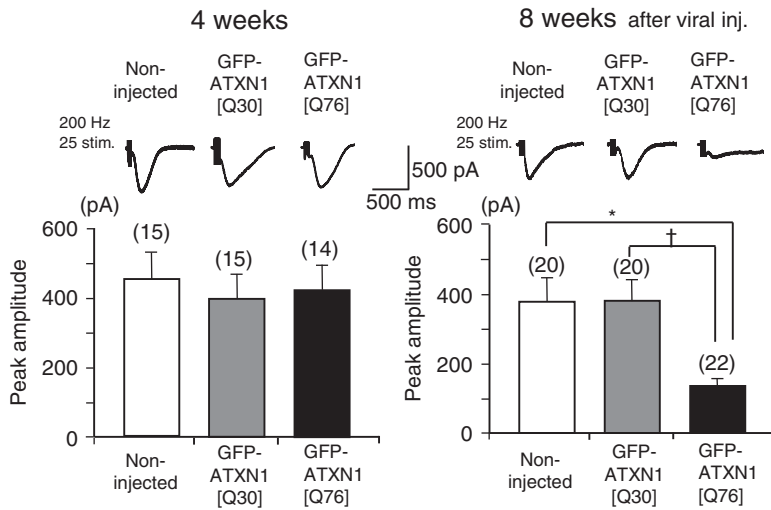 4 weeks
8 weeks after viral inj.
Non-
injected
GFP-
ATXN1
[Q30]
GFP-
ATXN1
[Q76]
Non-
injected
GFP-
ATXN1
[Q30]
GFP-
ATXN1
[Q76]
200 Hz
25 stim.
500 pA
500 ms
200 Hz
25 stim.
(pA)
600
400
200
0
Peak amplitude
(15)
(15)
(14)
Non-
injected
GFP-
ATXN1
[Q30]
GFP-
ATXN1
[Q76]
(pA)
600
400
200
0
Peak amplitude
*
†
(20)
(20)
(22)
Non-
injected
GFP-
ATXN1
[Q30]
GFP-
ATXN1
[Q76]